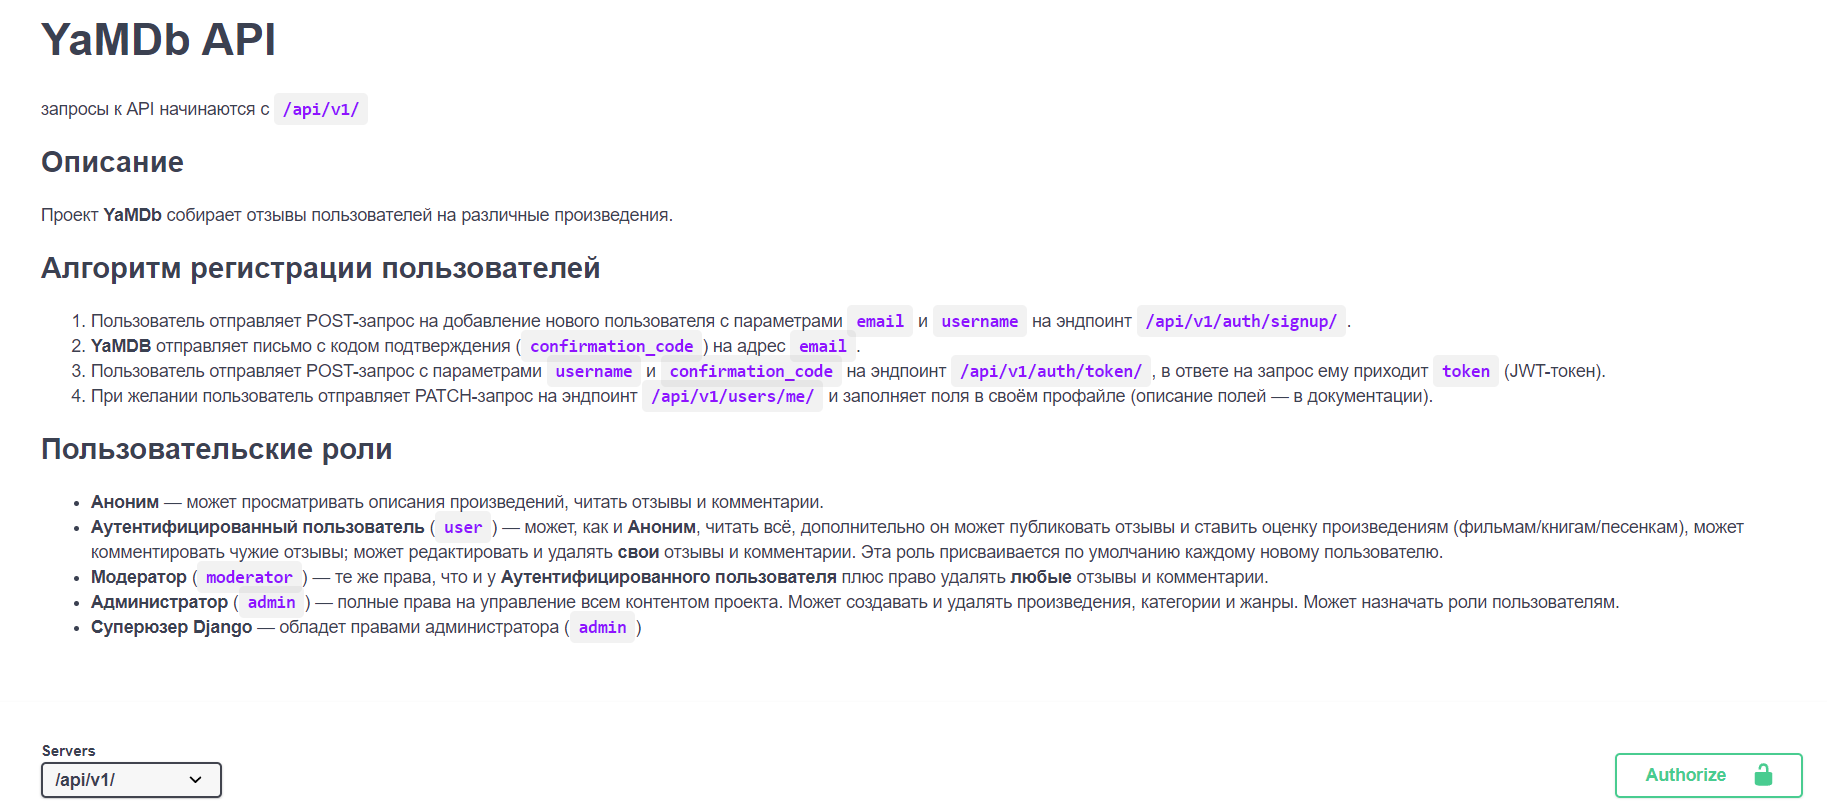 YaMDb API
запросы к API начинаются с /api/v1/
Описание
Проект YaMDb собирает отзывы пользователей на различные произведения.
Алгоритм регистрации пользователей
1. Пользователь отправляет POST-запрос на добавление нового пользователя с параметрами email и username на эндпоинт /api/v1/auth/signup/ .
2. YaMDB отправляет письмо с кодом подтверждения ( confirmation_code ) на адрес email .
3. Пользователь отправляет POST-запрос с параметрами username и confirmation_code на эндпоинт /api/v1/auth/token/ , в ответе на запрос ему приходит token (JWT-токен).
4. При желании пользователь отправляет PATCH-запрос на эндпоинт /api/v1/users/me/ и заполняет поля в своём профайле (описание полей — в документации).
Пользовательские роли
• Аноним — может просматривать описания произведений, читать отзывы и комментарии.
• Аутентифицированный пользователь ( user ) — может, как и Аноним, читать всё, дополнительно он может публиковать отзывы и ставить оценку произведениям (фильмам/книгам/песенкам), может
комментировать чужие отзывы; может редактировать и удалять свои отзывы и комментарии. Эта роль присваивается по умолчанию каждому новому пользователю.
• Модератор ( moderator ) — те же права, что и у Аутентифицированного пользователя плюс право удалять любые отзывы и комментарии.
• Администратор ( admin ) — полные права на управление всем контентом проекта. Может создавать и удалять произведения, категории и жанры. Может назначать роли пользователям.
• Суперюзер Django — обладет правами администратора ( admin )
Servers
/api/v1/
Authorize